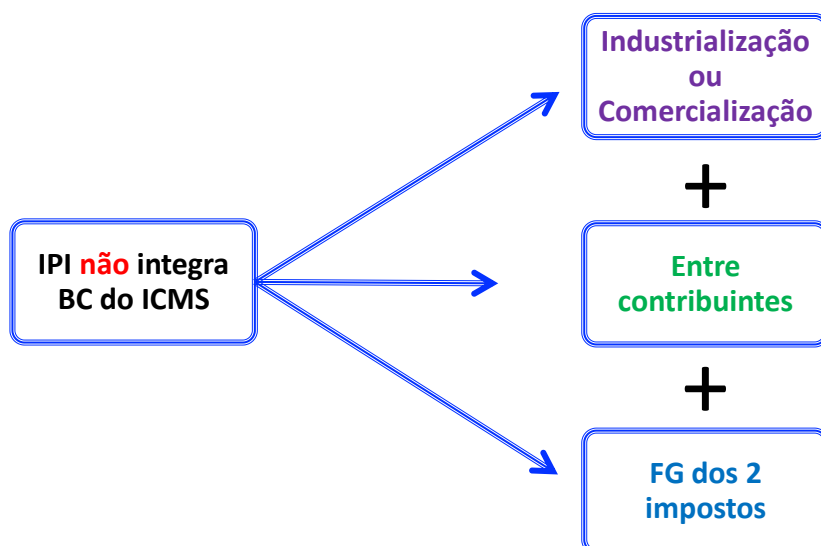 IPI não integra
BC do ICMS
Industrialização
ou
Comercialização
+
Entre
contribuintes
+
FG dos 2
impostos